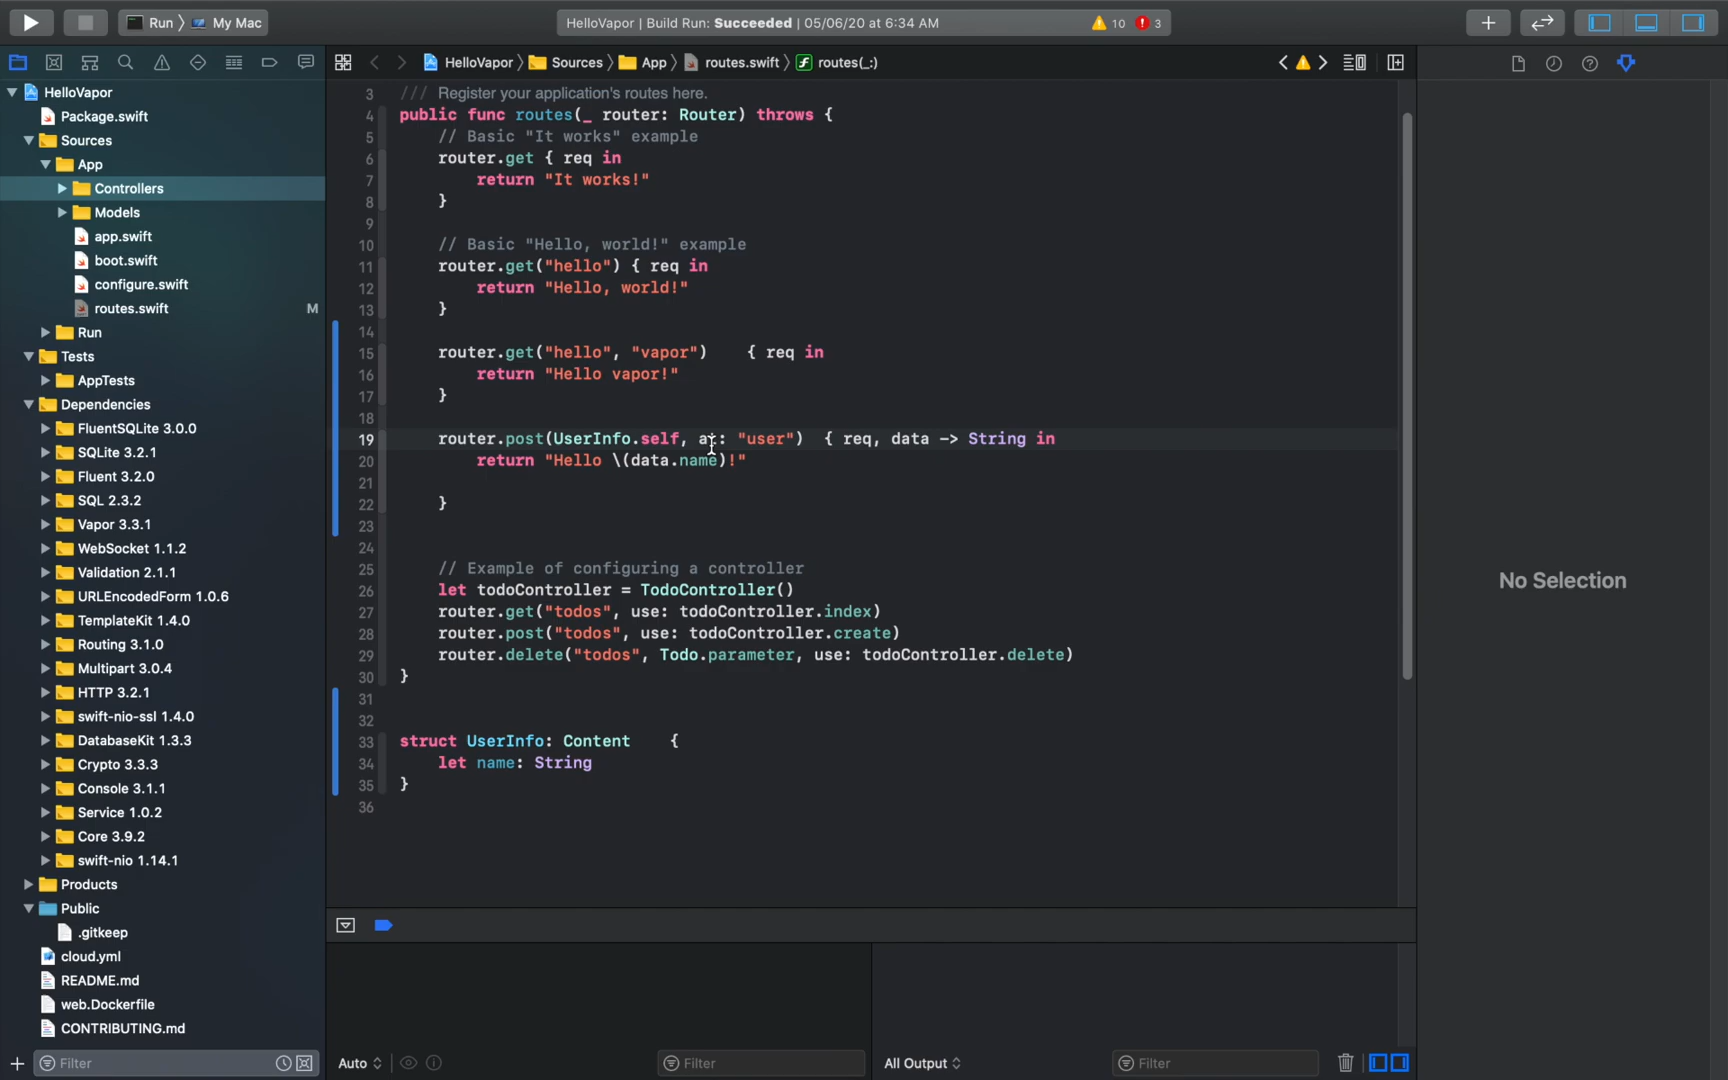 Run 〉 My Mac
HelloVapor | Build Run: Succeeded | 05/06/20 at 6:34 AM
10
3
HelloVapor 〉 Sources 〉 App 〉 routes.swift 〉 routes(_:)
HelloVapor
Package.swift
Sources
App
Controllers
Models
app.swift
boot.swift
configure.swift
routes.swift M
Run
Tests
AppTests
Dependencies
FluentSQLite 3.0.0
SQLite 3.2.1
Fluent 3.2.0
SQL 2.3.2
Vapor 3.3.1
WebSocket 1.1.2
Validation 2.1.1
URLEncodedForm 1.0.6
TemplateKit 1.4.0
Routing 3.1.0
Multipart 3.0.4
HTTP 3.2.1
swift-nio-ssl 1.4.0
DatabaseKit 1.3.3
Crypto 3.3.3
Console 3.1.1
Service 1.0.2
Core 3.9.2
swift-nio 1.14.1
Products
Public
.gitkeep
cloud.yml
README.md
web.Dockerfile
CONTRIBUTING.md
Filter
3 /// Register your application's routes here.
4 public func routes(_ router: Router) throws {
5 // Basic "It works" example
6 router.get { req in
7 return "It works!"
8 }
9
10 // Basic "Hello, world!" example
11 router.get("hello") { req in
12 return "Hello, world!"
13 }
14
15 router.get("hello", "vapor") { req in
16 return "Hello vapor!"
17 }
18
19 router.post(UserInfo.self, at: "user") { req, data -> String in
20 return "Hello \(data.name)!"
21
22 }
23
24
25 // Example of configuring a controller
26 let todoController = TodoController()
27 router.get("todos", use: todoController.index)
28 router.post("todos", use: todoController.create)
29 router.delete("todos", Todo.parameter, use: todoController.delete)
30 }
31
32
33 struct UserInfo: Content {
34 let name: String
35 }
36
No Selection
Auto
Filter
All Output
Filter